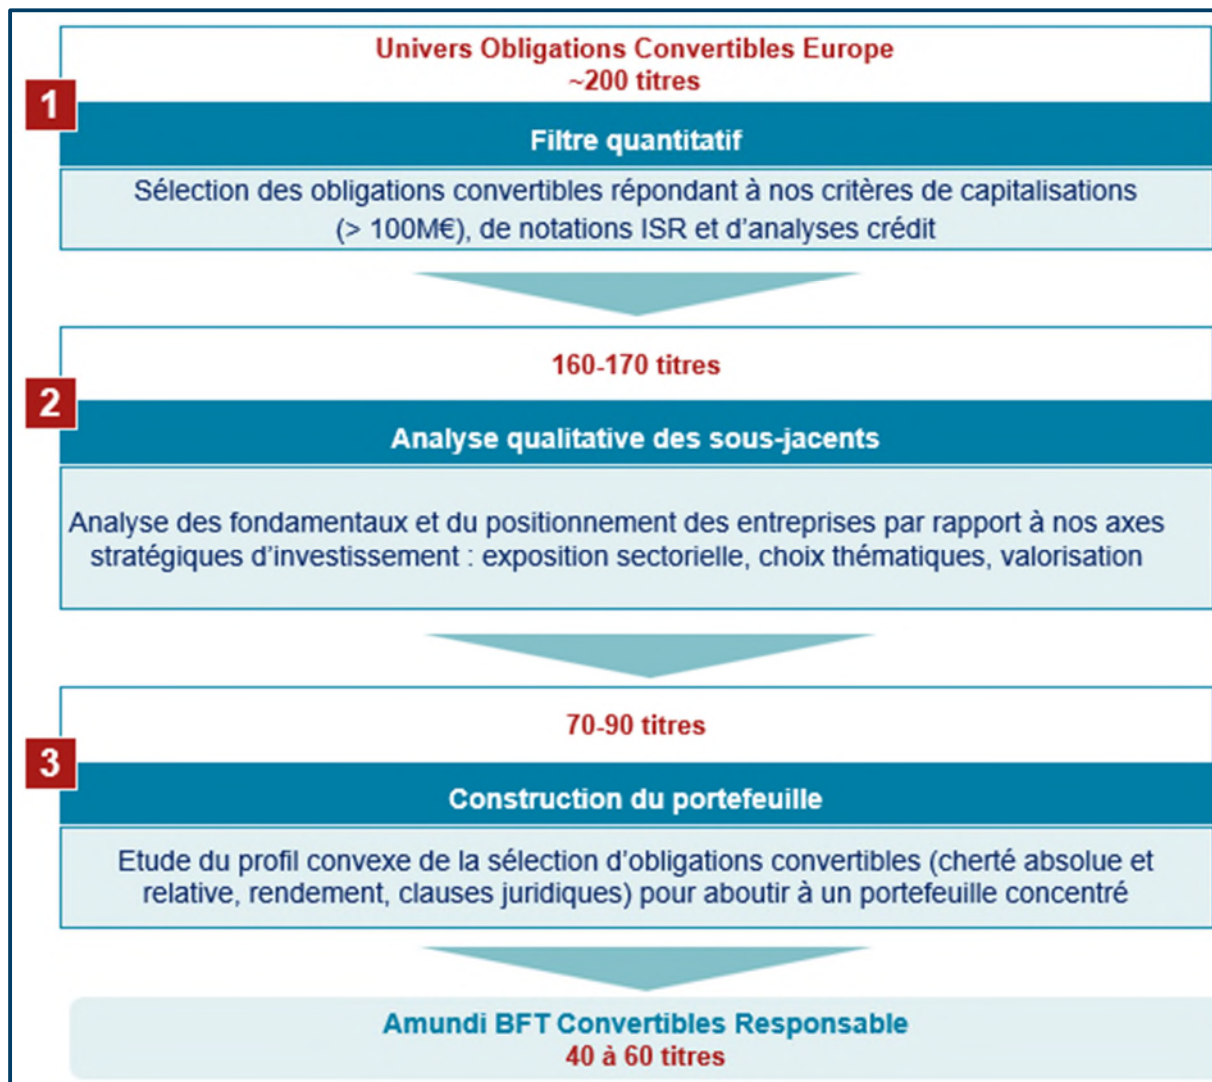 Univers Obligations Convertibles Europe
~200 titres
1
Filtre quantitatif
Sélection des obligations convertibles répondant à nos critères de capitalisations
(> 100M€), de notations ISR et d’analyses crédit
160-170 titres
2
Analyse qualitative des sous-jacents
Analyse des fondamentaux et du positionnement des entreprises par rapport à nos axes
stratégiques d’investissement : exposition sectorielle, choix thématiques, valorisation
70-90 titres
3
Construction du portefeuille
Etude du profil convexe de la sélection d’obligations convertibles (cherté absolue et
relative, rendement, clauses juridiques) pour aboutir à un portefeuille concentré
Amundi BFT Convertibles Responsable
40 à 60 titres